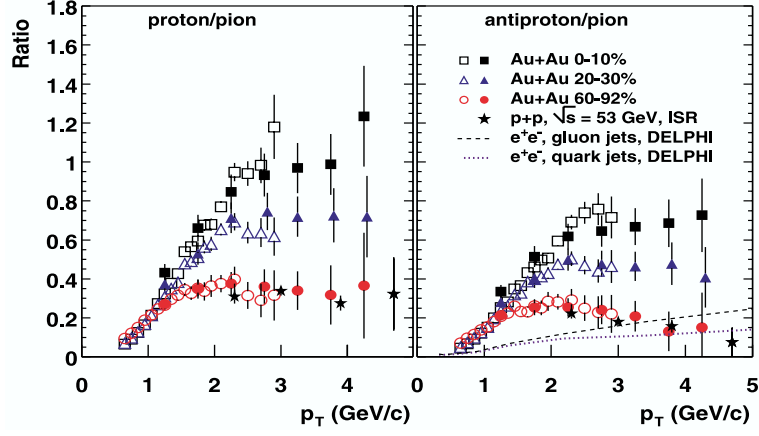 proton/pion
antiproton/pion
Ratio
1.8
1.6
1.4
1.2
1
0.8
0.6
0.4
0.2
0
Au+Au 0-10%
Au+Au 20-30%
Au+Au 60-92%
p+p, √s = 53 GeV, ISR
e⁺e⁻, gluon jets, DELPHI
e⁺e⁻, quark jets, DELPHI
0 1 2 3 4 0 1 2 3 4 5
p_T (GeV/c) p_T (GeV/c)